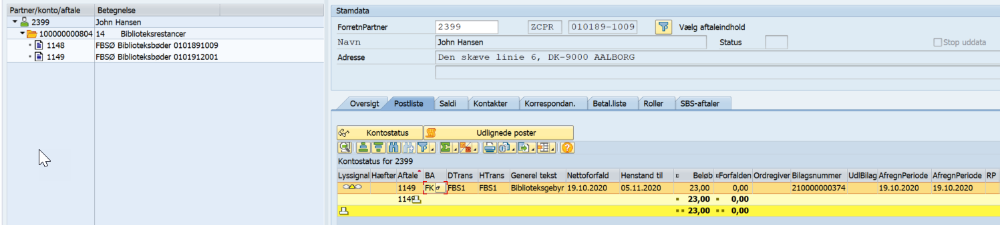 Partner/konto/aftale Betegnelse
2399 John Hansen
100000000804 14 Biblioteksrestancer
1148 FBSØ Biblioteksbøder 0101891009
1149 FBSØ Biblioteksbøder 0101912001
Stamdata
ForretnPartner 2399 ZCPR 010189-1009 Vælg aftaleindhold
Navn John Hansen Status Stop uddata
Adresse Den skæve linie 6, DK-9000 AALBORG
Oversigt Postliste Saldi Kontakter Korrespondan. Betal.liste Roller SBS-aftaler
Kontostatus Udlignede poster
Kontostatus for 2399
Lyssignal Hæfter Aftale BA DTrans HTrans Generel tekst Nettoforfald Henstand til Beløb Forfalden Ordregiver Bilagsnummer UdlBilag AfregnPeriode AfregnPeriode RP
1149 FK FBS1 FBS1 Biblioteksgebyr 19.10.2020 05.11.2020 23,00 0,00 210000000374 19.10.2020 19.10.2020
1149 23,00 0,00
23,00 0,00